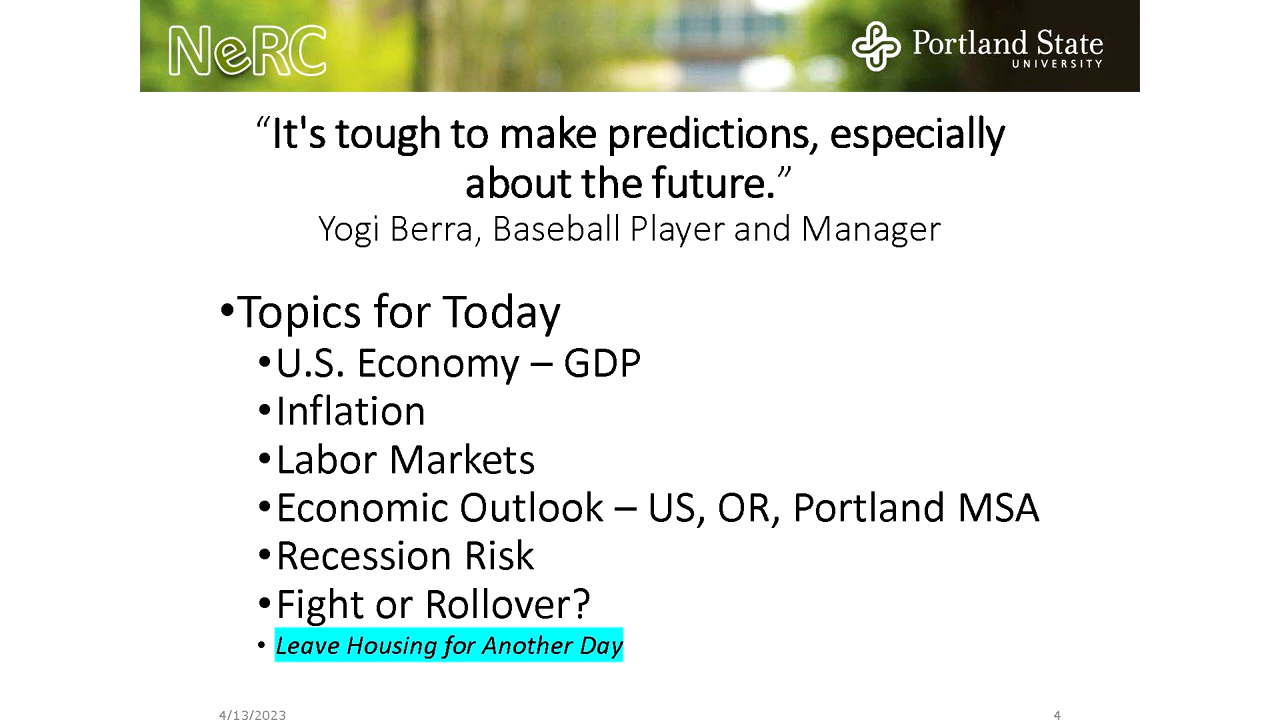 NeRC
Portland State
UNIVERSITY
“It's tough to make predictions, especially
about the future.”
Yogi Berra, Baseball Player and Manager
•Topics for Today
•U.S. Economy – GDP
•Inflation
•Labor Markets
•Economic Outlook – US, OR, Portland MSA
•Recession Risk
•Fight or Rollover?
• Leave Housing for Another Day
4/13/2023
4